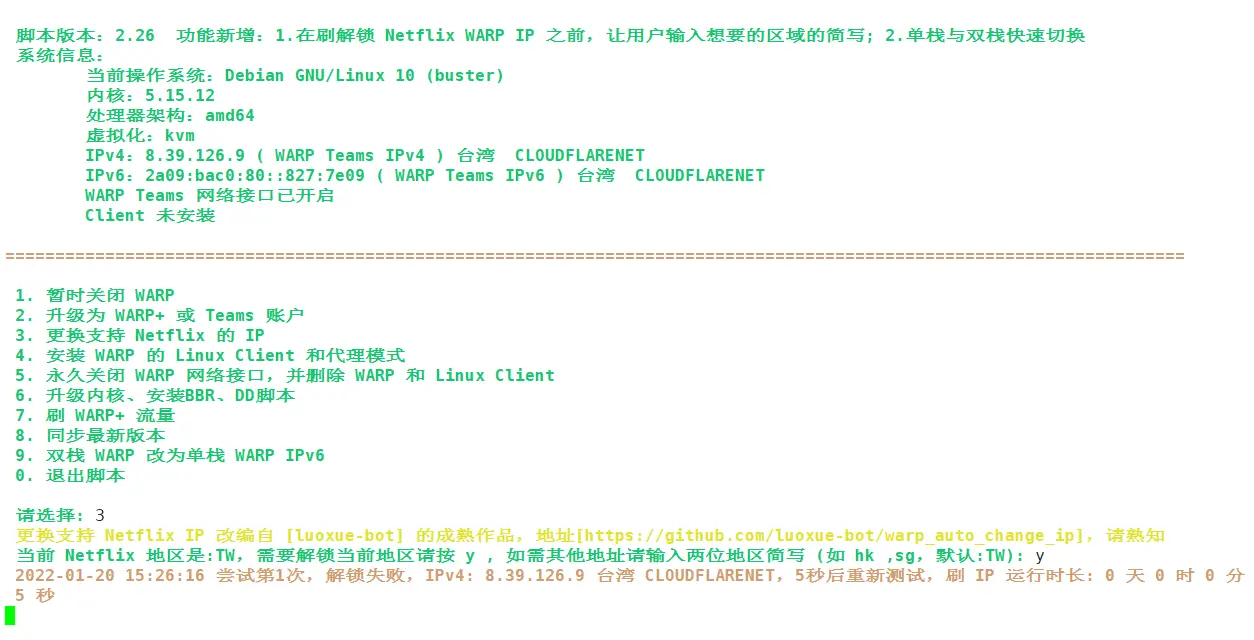 脚本版本：2.26  功能新增：1.在刷解锁 Netflix WARP IP 之前，让用户输入想要的区域的简写; 2.单栈与双栈快速切换
系统信息：
当前操作系统：Debian GNU/Linux 10 (buster)
内核：5.15.12
处理器架构：amd64
虚拟化：kvm
IPv4：8.39.126.9 ( WARP Teams IPv4 ) 台湾  CLOUDFLARENET
IPv6：2a09:bac0:80::827:7e09 ( WARP Teams IPv6 ) 台湾  CLOUDFLARENET
WARP Teams 网络接口已开启
Client 未安装
======================================================================================================================
1. 暂时关闭 WARP
2. 升级为 WARP+ 或 Teams 账户
3. 更换支持 Netflix 的 IP
4. 安装 WARP 的 Linux Client 和代理模式
5. 永久关闭 WARP 网络接口，并删除 WARP 和 Linux Client
6. 升级内核、安装BBR、DD脚本
7. 刷 WARP+ 流量
8. 同步最新版本
9. 双栈 WARP 改为单栈 WARP IPv6
0. 退出脚本
请选择: 3
更换支持 Netflix IP 改编自 [luoxue-bot] 的成熟作品，地址[https://github.com/luoxue-bot/warp_auto_change_ip]，请熟知
当前 Netflix 地区是:TW，需要解锁当前地区请按 y , 如需其他地址请输入两位地区简写 (如 hk ,sg，默认:TW): y
2022-01-20 15:26:16 尝试第1次，解锁失败，IPv4: 8.39.126.9 台湾 CLOUDFLARENET，5秒后重新测试，刷 IP 运行时长: 0 天 0 时 0 分
5 秒